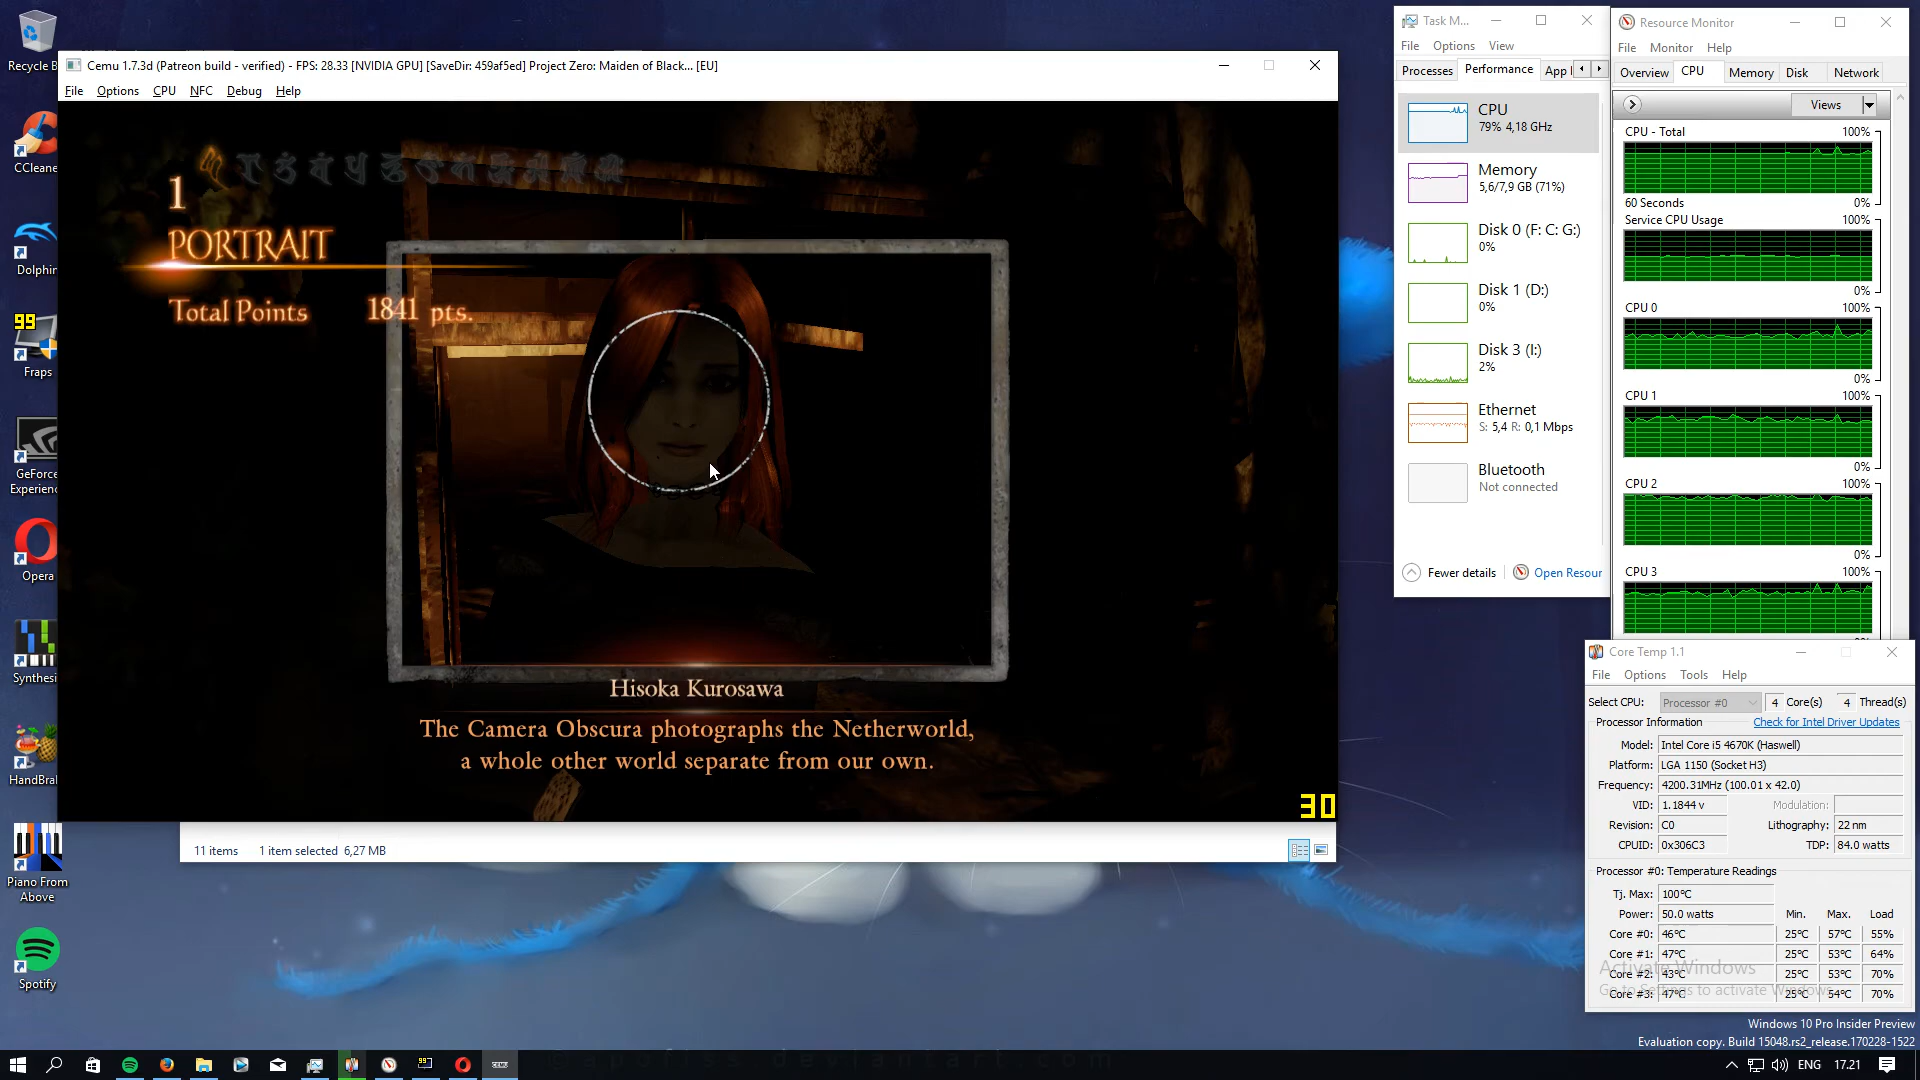 Recycle B
CCleane
Dolphin
99
Fraps
GeForce
Experienc
Opera
Synthesi
HandBral
Piano From
Above
Spotify
Cemu 1.7.3d (Patreon build - verified) - FPS: 28.33 [NVIDIA GPU] [SaveDir: 459af5ed] Project Zero: Maiden of Black... [EU]
File Options CPU NFC Debug Help
1
PORTRAIT
Total Points 1841 pts.
Hisoka Kurosawa
The Camera Obscura photographs the Netherworld,
a whole other world separate from our own.
30
11 items 1 item selected 6,27 MB
Task M...
File Options View
Processes Performance App
CPU
79% 4,18 GHz
Memory
5,6/7,9 GB (71%)
Disk 0 (F: C: G:)
0%
Disk 1 (D:)
0%
Disk 3 (I:)
2%
Ethernet
S: 5,4 R: 0,1 Mbps
Bluetooth
Not connected
Fewer details Open Resour
Resource Monitor
File Monitor Help
Overview CPU Memory Disk Network
Views
CPU - Total 100%
60 Seconds 0%
Service CPU Usage 100%
0%
CPU 0 100%
0%
CPU 1 100%
0%
CPU 2 100%
0%
CPU 3 100%
Core Temp 1.1
File Options Tools Help
Select CPU: Processor #0 4 Core(s) 4 Thread(s)
Processor Information Check for Intel Driver Updates
Model: Intel Core i5 4670K (Haswell)
Platform: LGA 1150 (Socket H3)
Frequency: 4200.31MHz (100.01 x 42.0)
VID: 1.1844 v Modulation:
Revision: C0 Lithography: 22 nm
CPUID: 0x306C3 TDP: 84.0 watts
Processor #0: Temperature Readings
Tj. Max: 100°C
Power: 50.0 watts Min. Max. Load
Core #0: 46°C 25°C 57°C 55%
Core #1: 47°C 25°C 53°C 64%
Core #2: 43°C 25°C 53°C 70%
Core #3: 47°C 25°C 54°C 70%
Activate Windows
Go to Settings to activate Windows.
Windows 10 Pro Insider Preview
Evaluation copy. Build 15048.rs2_release.170228-1522
99
ENG 17.21